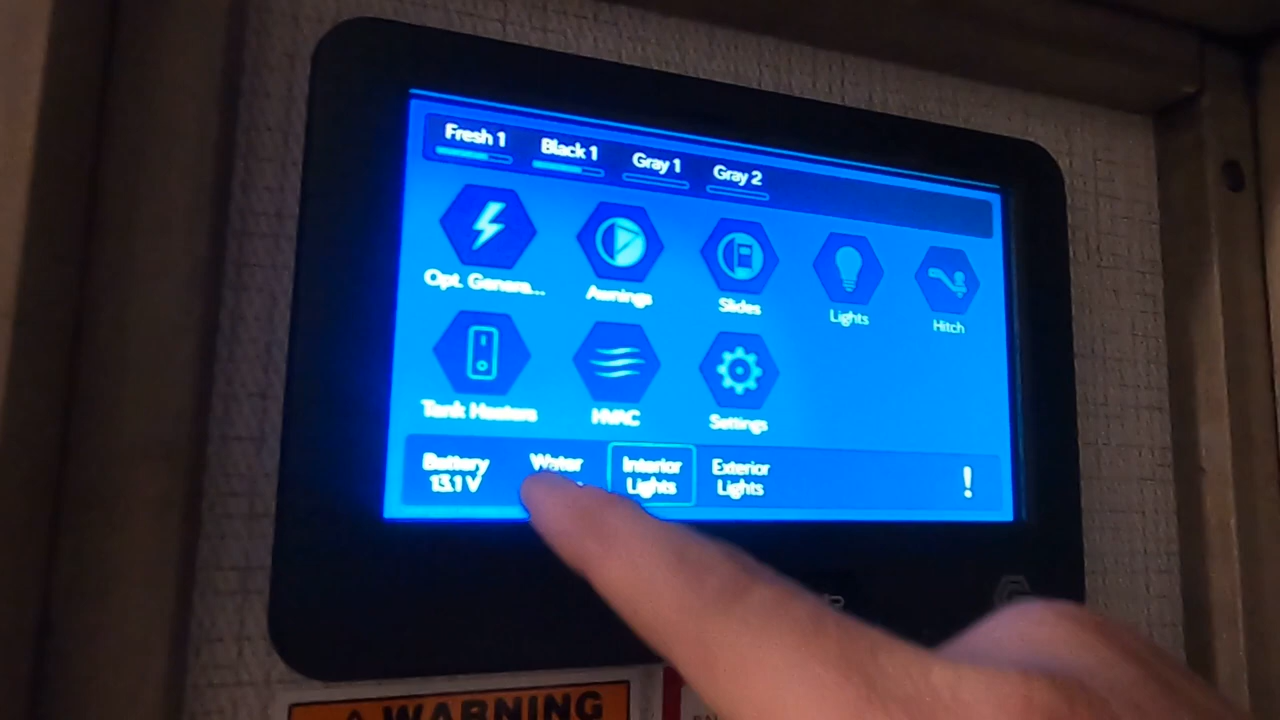 Fresh 1
Black 1
Gray 1
Gray 2
Opt. Genera...
Awnings
Slides
Lights
Hitch
Tank Heaters
HVAC
Settings
Battery
13.1 V
Water
Interior
Lights
Exterior
Lights
!
WARNING